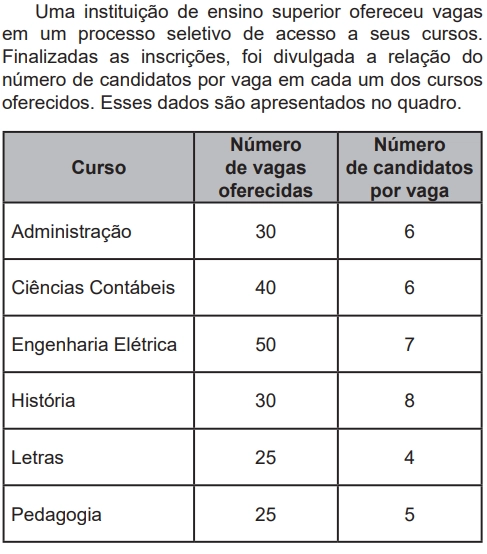 Uma instituição de ensino superior ofereceu vagas
em um processo seletivo de acesso a seus cursos.
Finalizadas as inscrições, foi divulgada a relação do
número de candidatos por vaga em cada um dos cursos
oferecidos. Esses dados são apresentados no quadro.
Curso Número de vagas oferecidas Número de candidatos por vaga
Administração 30 6
Ciências Contábeis 40 6
Engenharia Elétrica 50 7
História 30 8
Letras 25 4
Pedagogia 25 5